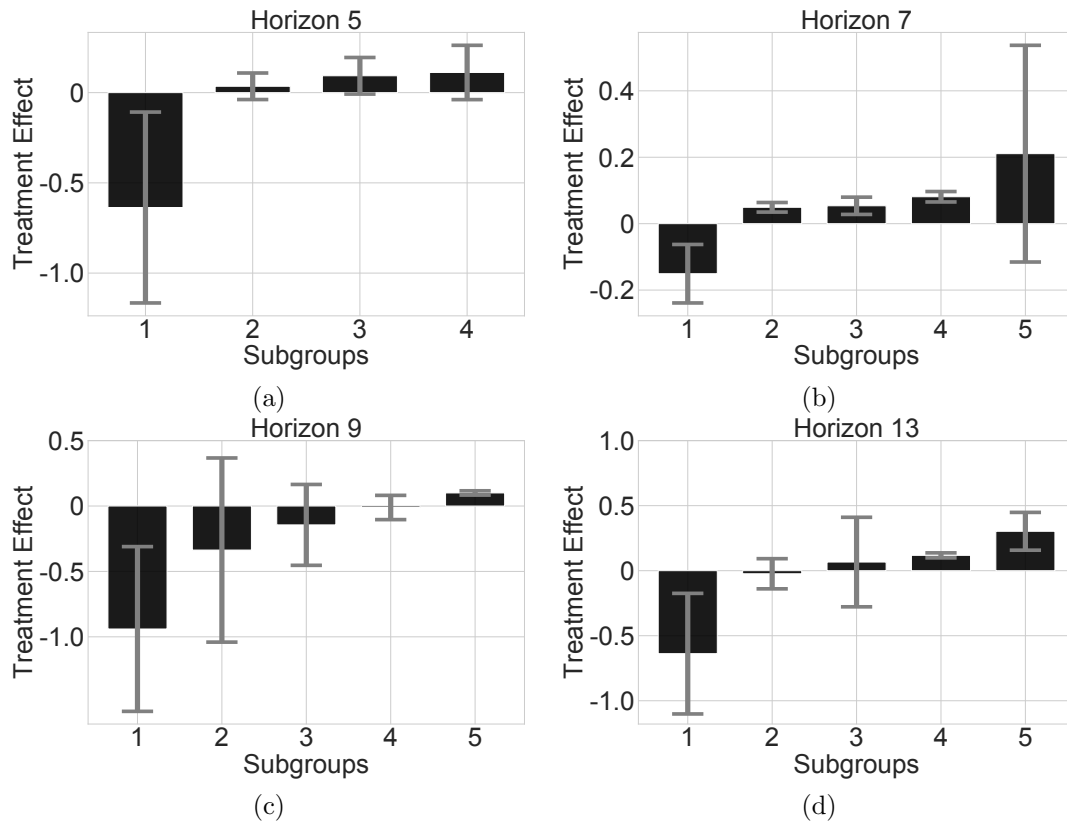 Horizon 5
Treatment Effect
0
-0.5
-1.0
1 2 3 4
Subgroups
(a)
Horizon 7
Treatment Effect
0.4
0.2
0
-0.2
1 2 3 4 5
Subgroups
(b)
Horizon 9
Treatment Effect
0.5
0
-0.5
-1.0
1 2 3 4 5
Subgroups
(c)
Horizon 13
Treatment Effect
1.0
0.5
0
-0.5
-1.0
1 2 3 4 5
Subgroups
(d)